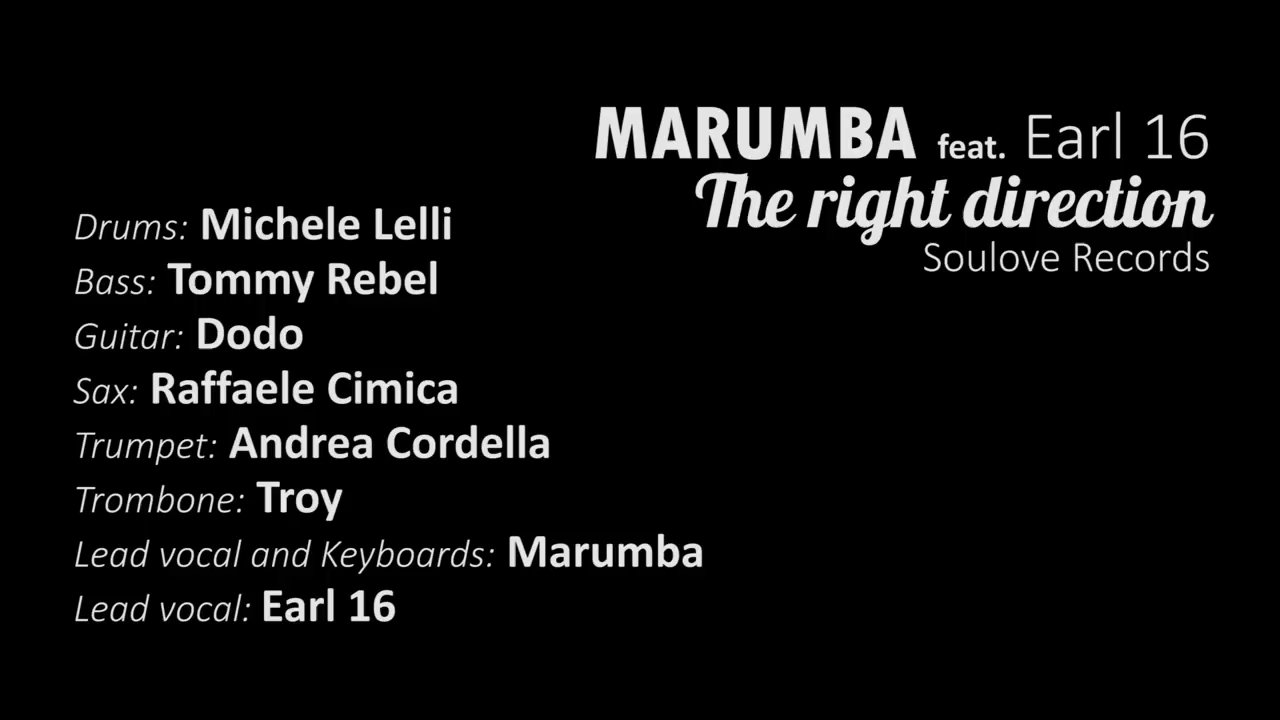 MARUMBA feat. Earl 16
The right direction
Soulove Records
Drums: Michele Lelli
Bass: Tommy Rebel
Guitar: Dodo
Sax: Raffaele Cimica
Trumpet: Andrea Cordella
Trombone: Troy
Lead vocal and Keyboards: Marumba
Lead vocal: Earl 16